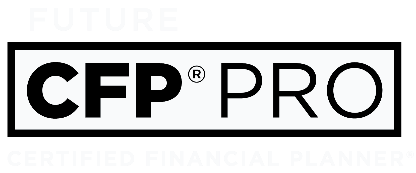 FUTURE
CFP® PRO
CERTIFIED FINANCIAL PLANNER®